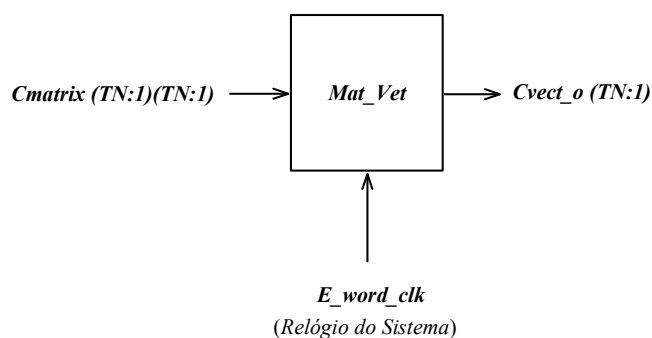 Cmatrix (TN:1)(TN:1)
Mat_Vet
Cvect_o (TN:1)
E_word_clk
(Relógio do Sistema)